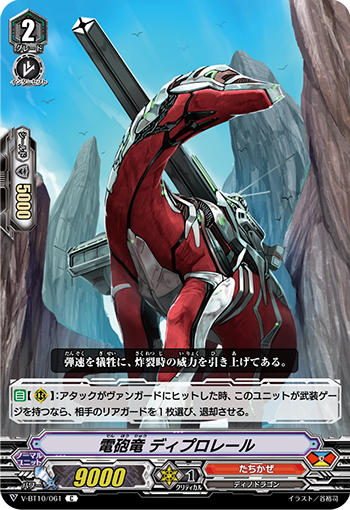 2
グレード
インターセプト
シールド
5000
弾速を犠牲に、炸裂時の威力を引き上げてある。
【自】【(R)】:アタックがヴァンガードにヒットした時、このユニットが武装ゲー
ジを持つなら、相手のリアガードを1枚選び、退却させる。
電砲竜 ディプロレール
ノーマル
ユニット
パワー
9000
1
クリティカル
たちかぜ
ディノドラゴン
V-BT10/061
C
イラスト/谷裕司